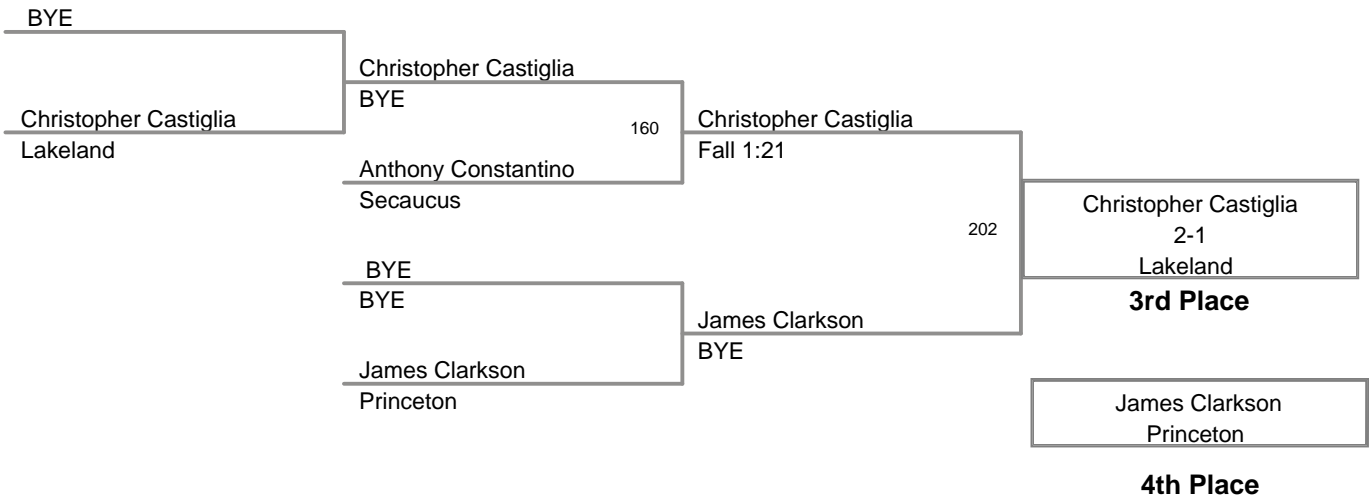 BYE
Christopher Castiglia
Lakeland
Christopher Castiglia
BYE
Anthony Constantino
Secaucus
BYE
BYE
James Clarkson
Princeton
160
Christopher Castiglia
Fall 1:21
James Clarkson
BYE
202
Christopher Castiglia
2-1
Lakeland
3rd Place
James Clarkson
Princeton
4th Place